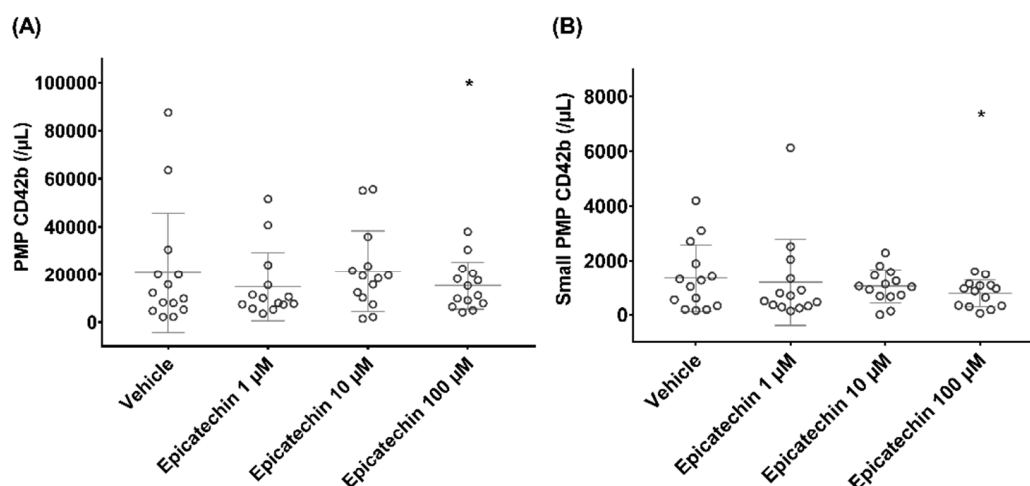 (A)
PMP CD42b (/µL)
100000
80000
60000
40000
20000
0
*
Vehicle
Epicatechin 1 µM
Epicatechin 10 µM
Epicatechin 100 µM
(B)
Small PMP CD42b (/µL)
8000
6000
4000
2000
0
*
Vehicle
Epicatechin 1 µM
Epicatechin 10 µM
Epicatechin 100 µM